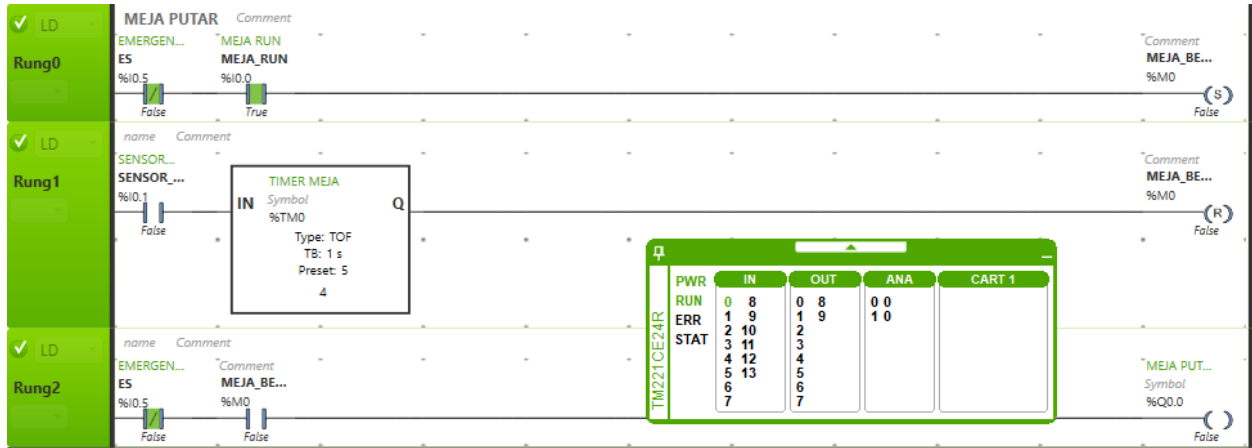 LD
MEJA PUTAR Comment
EMERGEN... MEJA RUN Comment
Rung0 ES MEJA_RUN MEJA_BE...
%I0.5 %I0.0 %M0
/ S
False True False
LD
name Comment
SENSOR... Comment
Rung1 SENSOR_... MEJA_BE...
%I0.1 %M0
R
False False
TIMER MEJA
IN Symbol Q
%TM0
Type: TOF
TB: 1 s
Preset: 5
4
TM221CE24R
PWR
RUN
ERR
STAT
IN
0 8
1 9
2 10
3 11
4 12
5 13
6
7
OUT
0 8
1 9
2
3
4
5
6
7
ANA
0 0
1 0
CART 1
LD
name Comment
EMERGEN... Comment MEJA PUT...
Rung2 ES MEJA_BE... Symbol
%I0.5 %M0 %Q0.0
/
False False False